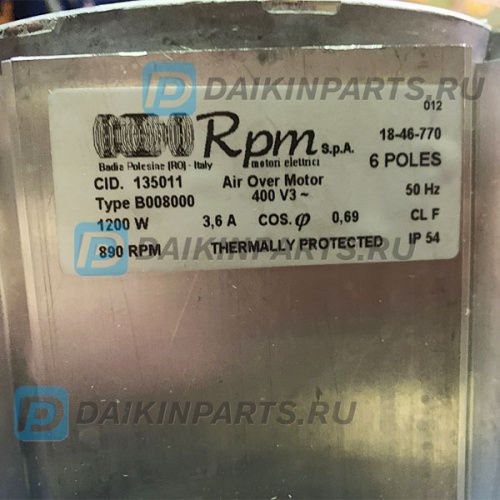 DAIKINPARTS.RU
012
Rpm S.p.A.
18-46-770
Badia Polesine (RO) - Italy
motori elettrici
6 POLES
CID. 135011
Air Over Motor
50 Hz
Type B008000
400 V3 ~
1200 W 3,6 A COS. φ 0,69 CL F
890 RPM THERMALLY PROTECTED IP 54
DAIKINPARTS.RU
DAIKINPARTS.RU